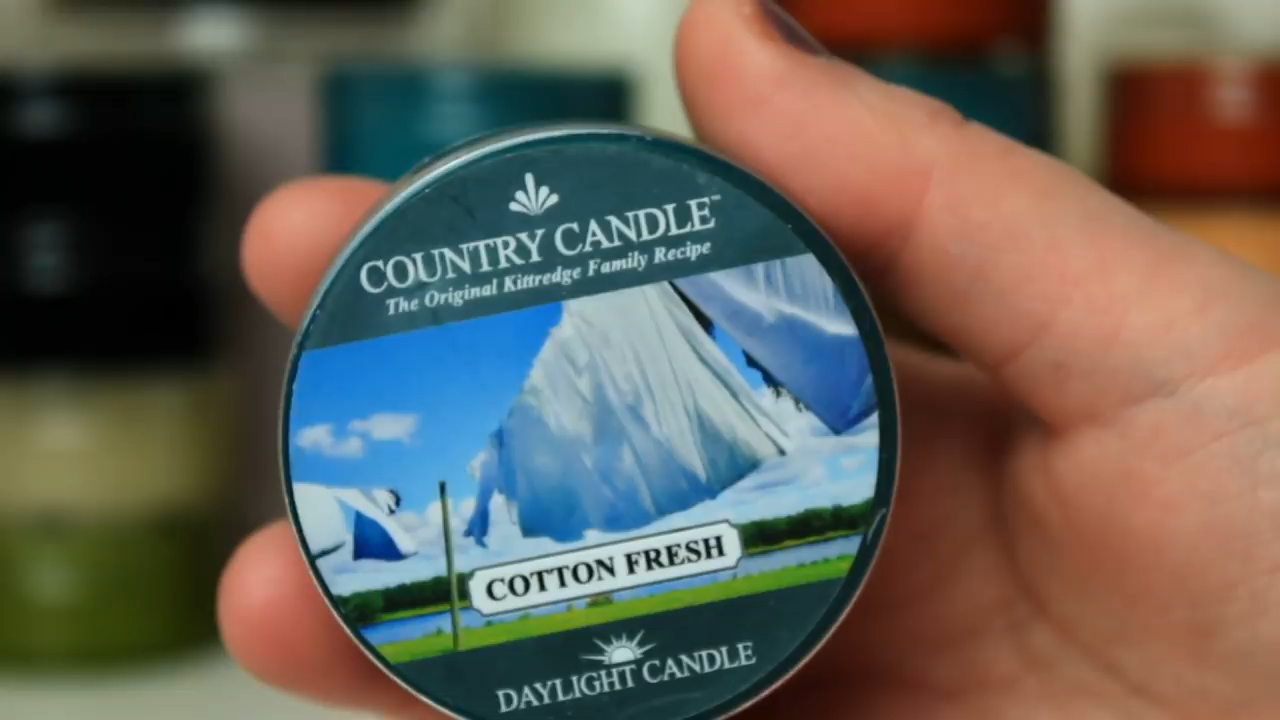 COUNTRY CANDLE™
The Original Kittredge Family Recipe
COTTON FRESH
DAYLIGHT CANDLE